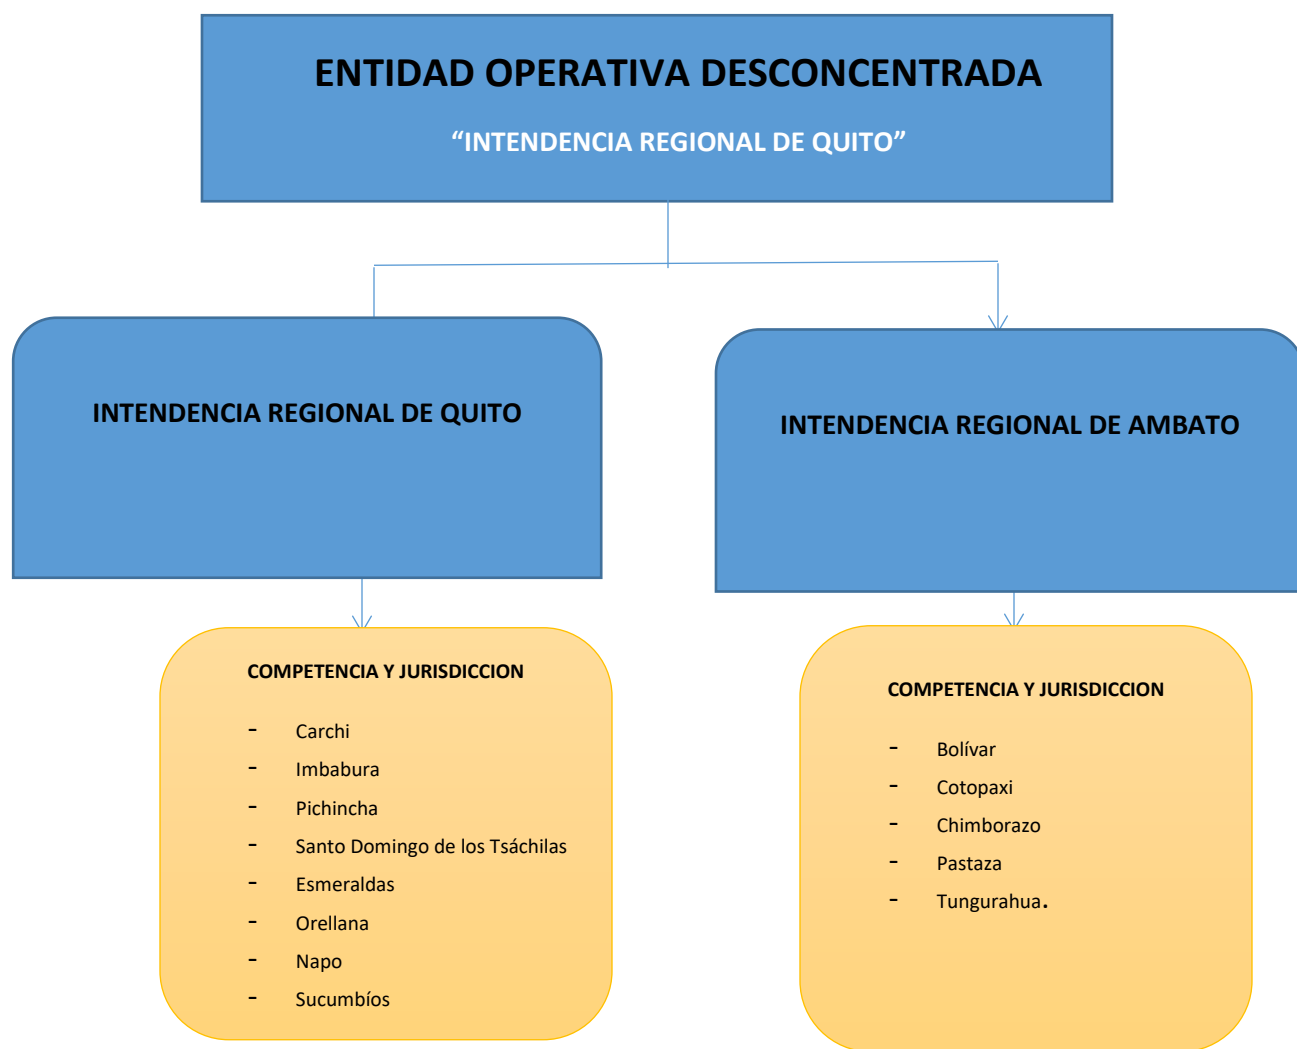 ENTIDAD OPERATIVA DESCONCENTRADA
“INTENDENCIA REGIONAL DE QUITO”
INTENDENCIA REGIONAL DE QUITO
INTENDENCIA REGIONAL DE AMBATO
COMPETENCIA Y JURISDICCION
- Carchi
- Imbabura
- Pichincha
- Santo Domingo de los Tsáchilas
- Esmeraldas
- Orellana
- Napo
- Sucumbíos
COMPETENCIA Y JURISDICCION
- Bolívar
- Cotopaxi
- Chimborazo
- Pastaza
- Tungurahua.